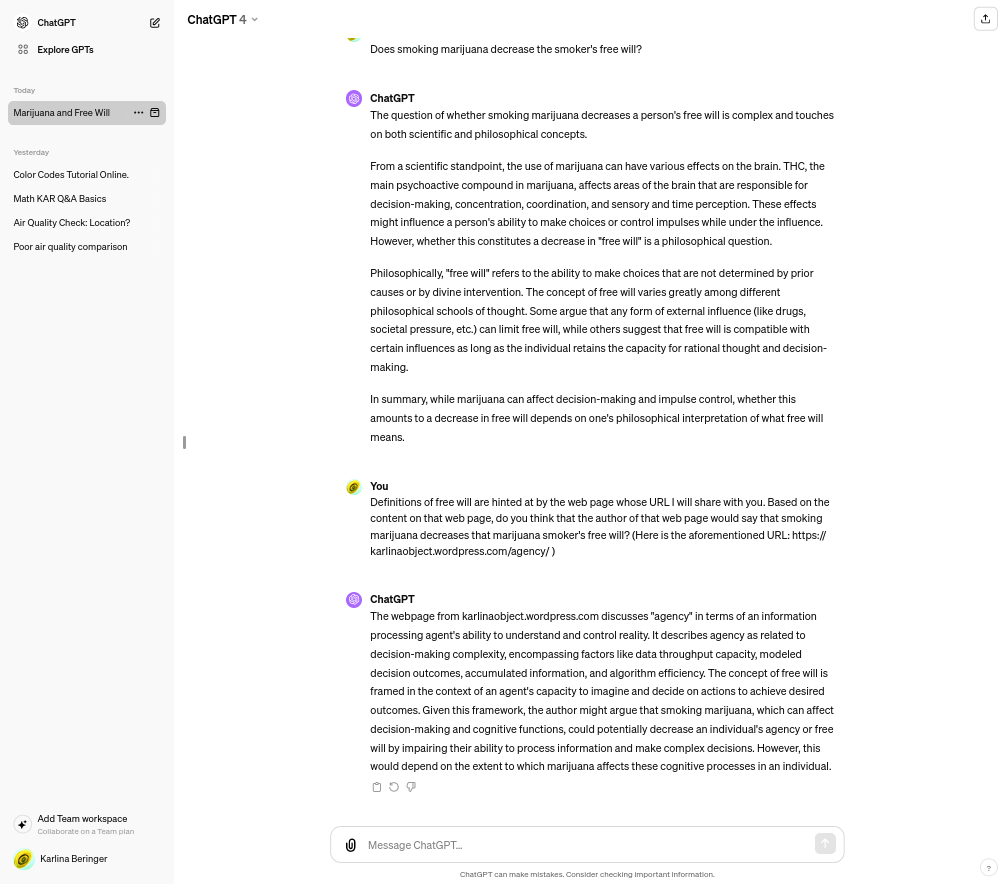 ChatGPT
Explore GPTs
Today
Marijuana and Free Will
Yesterday
Color Codes Tutorial Online.
Math KAR Q&A Basics
Air Quality Check: Location?
Poor air quality comparison
Add Team workspace
Collaborate on a Team plan
Karlina Beringer
ChatGPT 4
Does smoking marijuana decrease the smoker's free will?
ChatGPT
The question of whether smoking marijuana decreases a person's free will is complex and touches
on both scientific and philosophical concepts.
From a scientific standpoint, the use of marijuana can have various effects on the brain. THC, the
main psychoactive compound in marijuana, affects areas of the brain that are responsible for
decision-making, concentration, coordination, and sensory and time perception. These effects
might influence a person's ability to make choices or control impulses while under the influence.
However, whether this constitutes a decrease in "free will" is a philosophical question.
Philosophically, "free will" refers to the ability to make choices that are not determined by prior
causes or by divine intervention. The concept of free will varies greatly among different
philosophical schools of thought. Some argue that any form of external influence (like drugs,
societal pressure, etc.) can limit free will, while others suggest that free will is compatible with
certain influences as long as the individual retains the capacity for rational thought and decision-
making.
In summary, while marijuana can affect decision-making and impulse control, whether this
amounts to a decrease in free will depends on one's philosophical interpretation of what free will
means.
You
Definitions of free will are hinted at by the web page whose URL I will share with you. Based on the
content on that web page, do you think that the author of that web page would say that smoking
marijuana decreases that marijuana smoker's free will? (Here is the aforementioned URL: https://
karlinaobject.wordpress.com/agency/ )
ChatGPT
The webpage from karlinaobject.wordpress.com discusses "agency" in terms of an information
processing agent's ability to understand and control reality. It describes agency as related to
decision-making complexity, encompassing factors like data throughput capacity, modeled
decision outcomes, accumulated information, and algorithm efficiency. The concept of free will is
framed in the context of an agent's capacity to imagine and decide on actions to achieve desired
outcomes. Given this framework, the author might argue that smoking marijuana, which can affect
decision-making and cognitive functions, could potentially decrease an individual's agency or free
will by impairing their ability to process information and make complex decisions. However, this
would depend on the extent to which marijuana affects these cognitive processes in an individual.
Message ChatGPT...
ChatGPT can make mistakes. Consider checking important information.
?